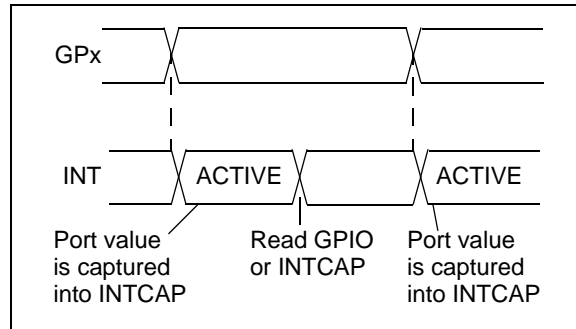 GPx
INT
ACTIVE
ACTIVE
Port value
is captured
into INTCAP
Read GPIO
or INTCAP
Port value
is captured
into INTCAP